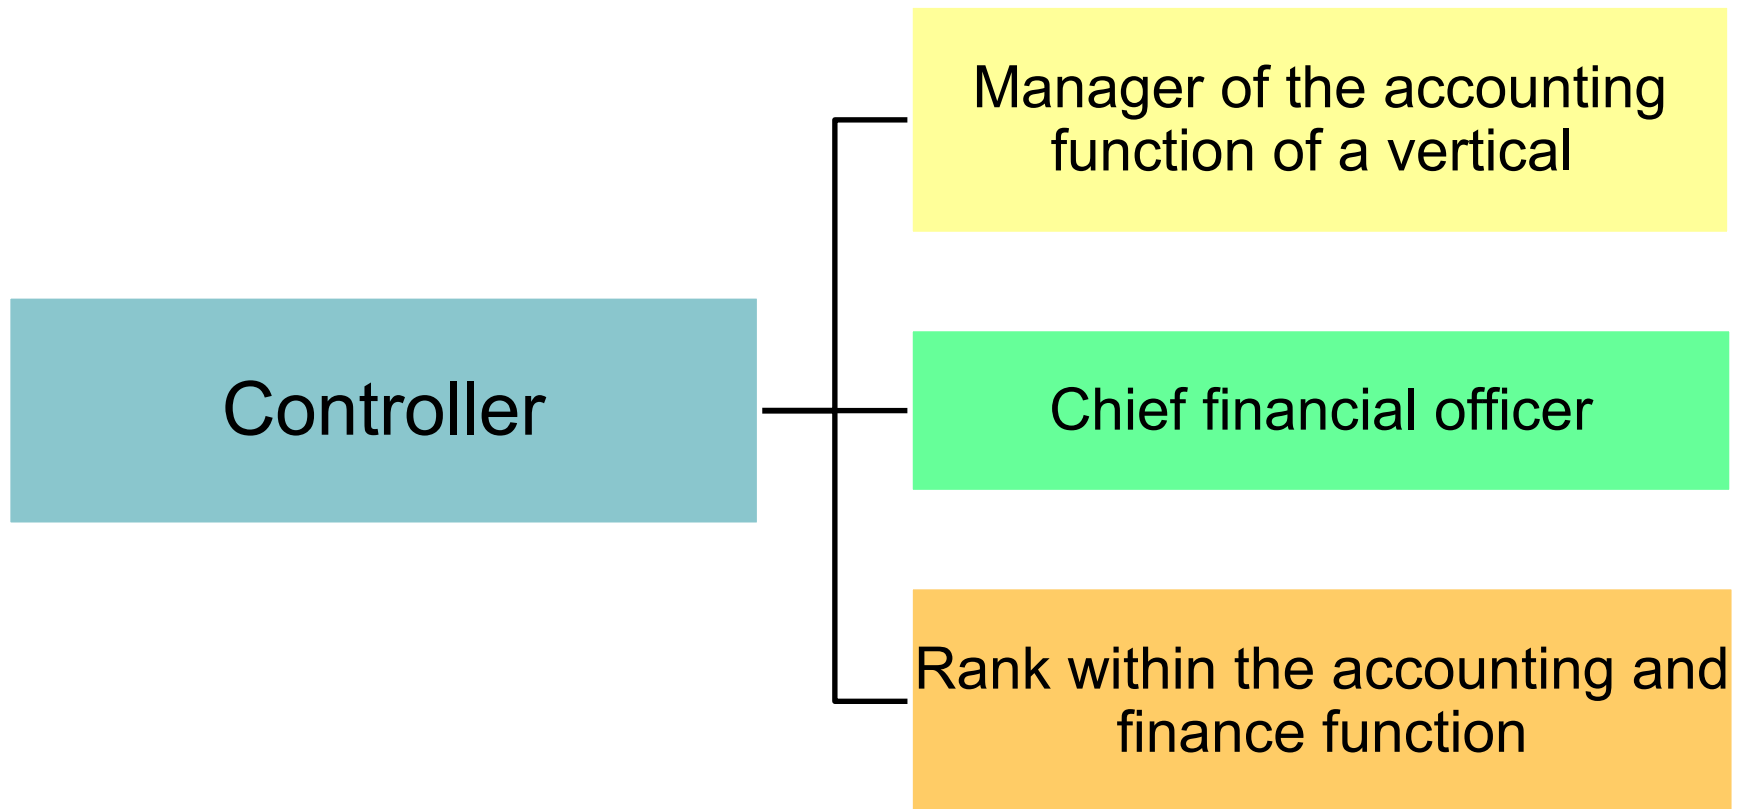 Manager of the accounting
function of a vertical
Controller
Chief financial officer
Rank within the accounting and
finance function